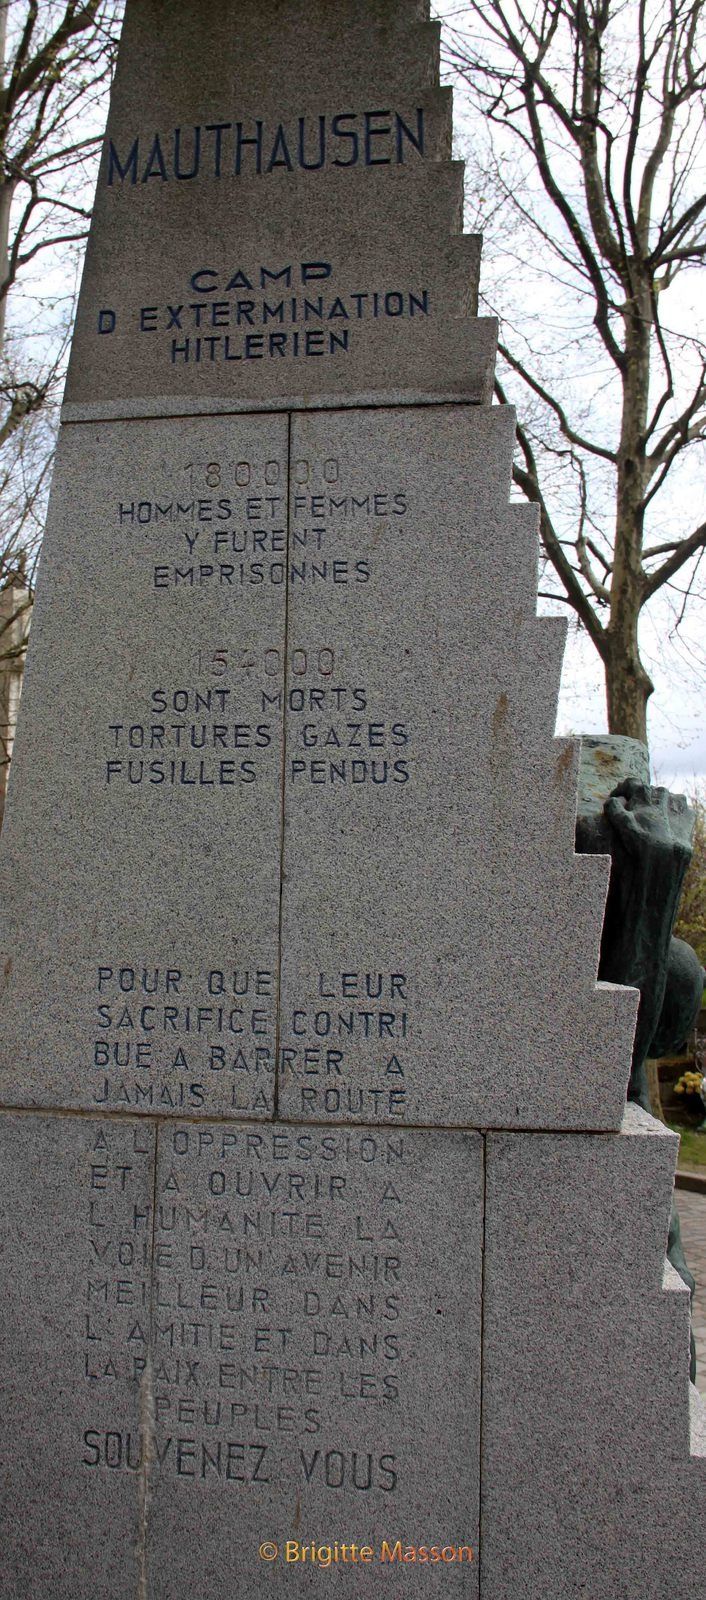 MAUTHAUSEN
CAMP
D EXTERMINATION
HITLERIEN
180000
HOMMES ET FEMMES
Y FURENT
EMPRISONNES
154000
SONT MORTS
TORTURES GAZES
FUSILLES PENDUS
POUR QUE LEUR
SACRIFICE CONTRI
BUE A BARRER A
JAMAIS LA ROUTE
A L OPPRESSION
ET A OUVRIR A
L' HUMANITE LA
VOIE D'UN AVENIR
MEILLEUR DANS
L'AMITIE ET DANS
LA PAIX ENTRE LES
PEUPLES
SOUVENEZ VOUS
© Brigitte Masson